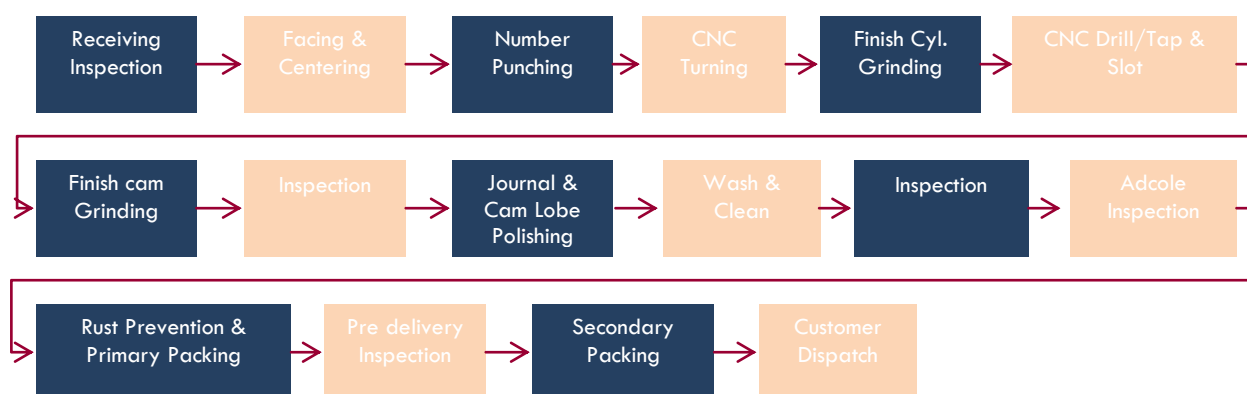 Receiving
Inspection
Facing &
Centering
Number
Punching
CNC
Turning
Finish Cyl.
Grinding
CNC Drill/Tap &
Slot
Finish cam
Grinding
Inspection
Journal &
Cam Lobe
Polishing
Wash &
Clean
Inspection
Adcole
Inspection
Rust Prevention &
Primary Packing
Pre delivery
Inspection
Secondary
Packing
Customer
Dispatch